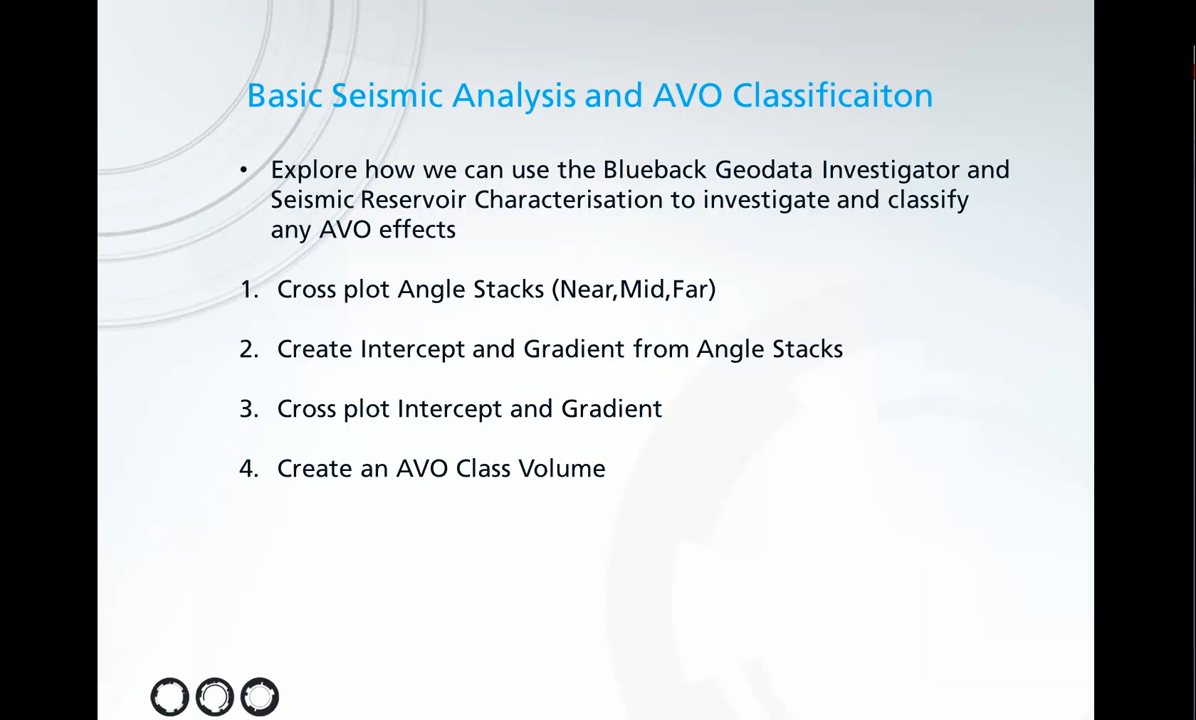 Basic Seismic Analysis and AVO Classificaiton
• Explore how we can use the Blueback Geodata Investigator and
Seismic Reservoir Characterisation to investigate and classify
any AVO effects
1. Cross plot Angle Stacks (Near,Mid,Far)
2. Create Intercept and Gradient from Angle Stacks
3. Cross plot Intercept and Gradient
4. Create an AVO Class Volume